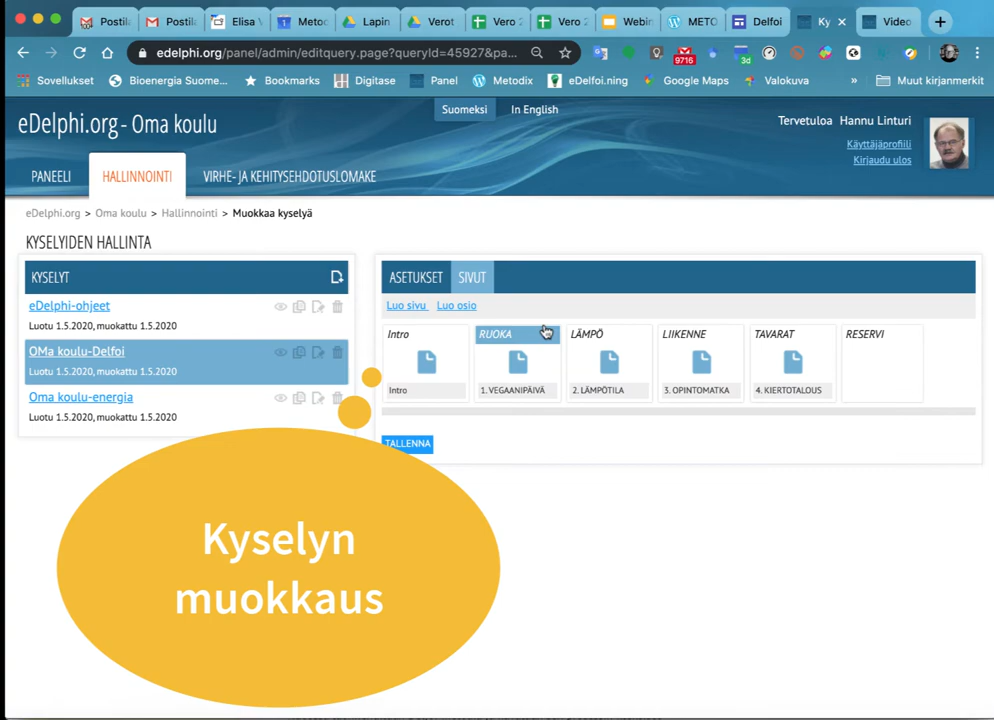 Postil
Postil
Elisa
Metod
Lapin
Verot
Vero 2
Vero 2
Webin
METO
Delfoi
Ky
Video
edelphi.org/panel/admin/editquery.page?queryId=45927&pa...
9716
3d
Sovellukset
Bioenergia Suome...
Bookmarks
Digitase
Panel
Metodix
eDelfoi.ning
Google Maps
Valokuva
»
Muut kirjanmerkit
Suomeksi
In English
eDelphi.org - Oma koulu
Tervetuloa Hannu Linturi
Käyttäjäprofiili
Kirjaudu ulos
PANEELI
HALLINNOINTI
VIRHE- JA KEHITYSEHDOTUSLOMAKE
eDelphi.org > Oma koulu > Hallinnointi > Muokkaa kyselyä
KYSELYIDEN HALLINTA
KYSELYT
eDelphi-ohjeet
Luotu 1.5.2020, muokattu 1.5.2020
OMa koulu-Delfoi
Luotu 1.5.2020, muokattu 1.5.2020
Oma koulu-energia
Luotu 1.5.2020, muokattu 1.5.2020
ASETUKSET
SIVUT
Luo sivu
Luo osio
Intro
RUOKA
LÄMPÖ
LIIKENNE
TAVARAT
RESERVI
Intro
1. VEGAANIPÄIVÄ
2. LÄMPÖTILA
3. OPINTOMATKA
4. KIERTOTALOUS
TALLENNA
Kyselyn
muokkaus